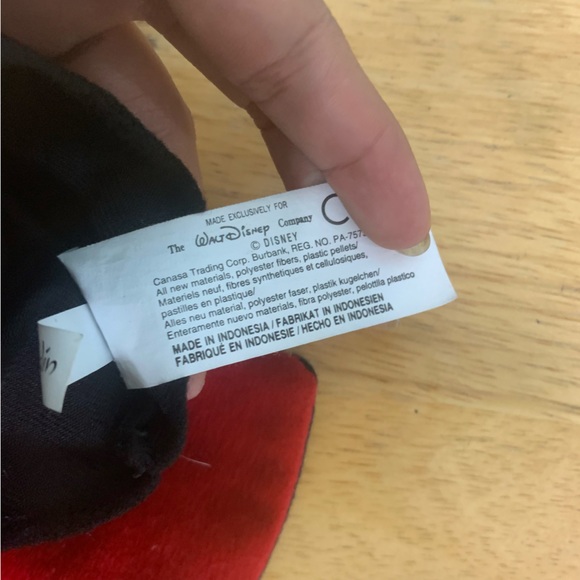 MADE EXCLUSIVELY FOR
The Walt Disney Company C
© DISNEY
Canasa Trading Corp. Burbank, REG. NO. PA-757
All new materials, polyester fibers, plastic pellets/
Materiels neuf, fibres synthetiques et cellulosiques,
pastilles en plastique/
Alles neu material, polyester faser, plastik kugelchen/
Enteramente nuevo materiales, fibra polyester, pelotilla plastico
MADE IN INDONESIA / FABRIKAT IN INDONESIEN
FABRIQUÉ EN INDONESIE / HECHO EN INDONESIA